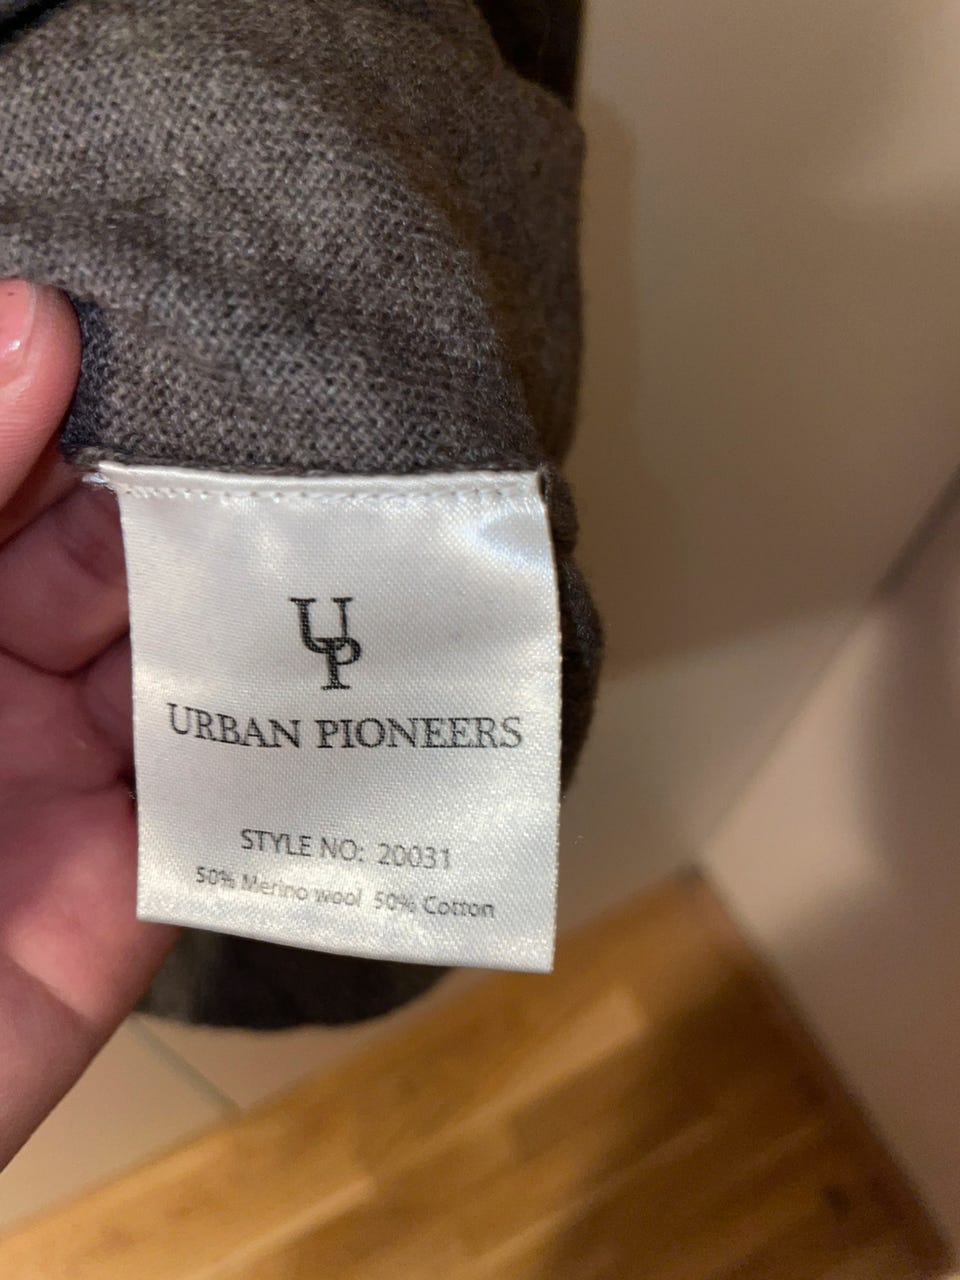 UP
URBAN PIONEERS
STYLE NO: 20031
50% Merino wool 50% Cotton